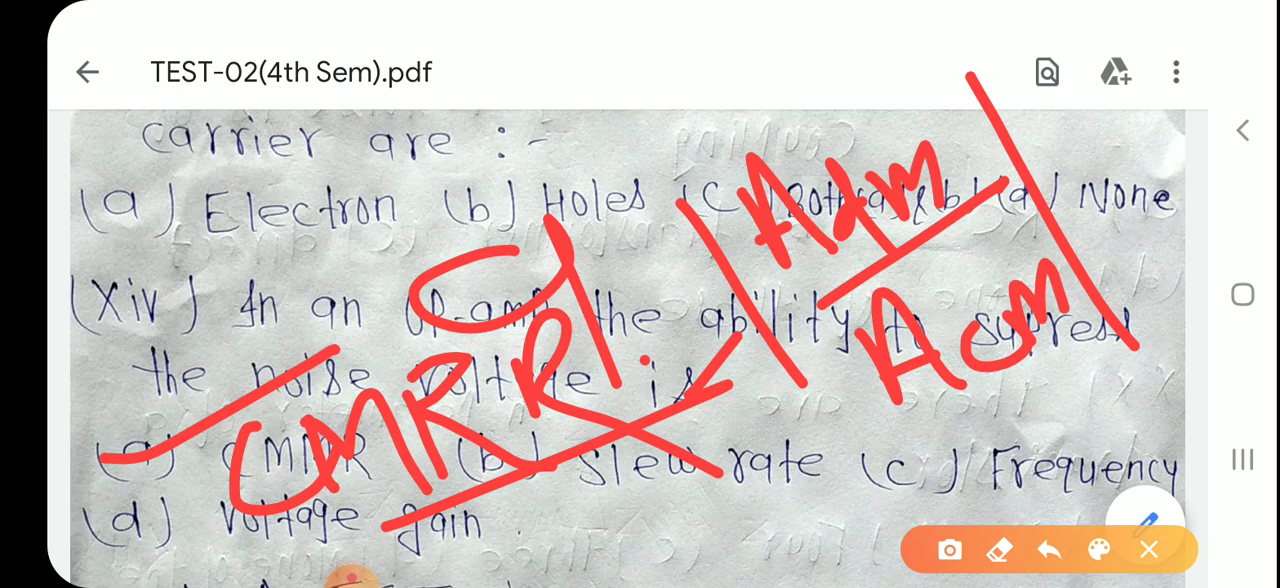 TEST-02(4th Sem).pdf
carrier are :-
(a) Electron (b) Holes (c) Both a & b (d) None
(xiv) In an OP-amp the ability to supress
the noise voltage is
(a) CMRR (b) slew rate (c) Frequency
(d) Voltage gain
CMRR
Adm
Acm